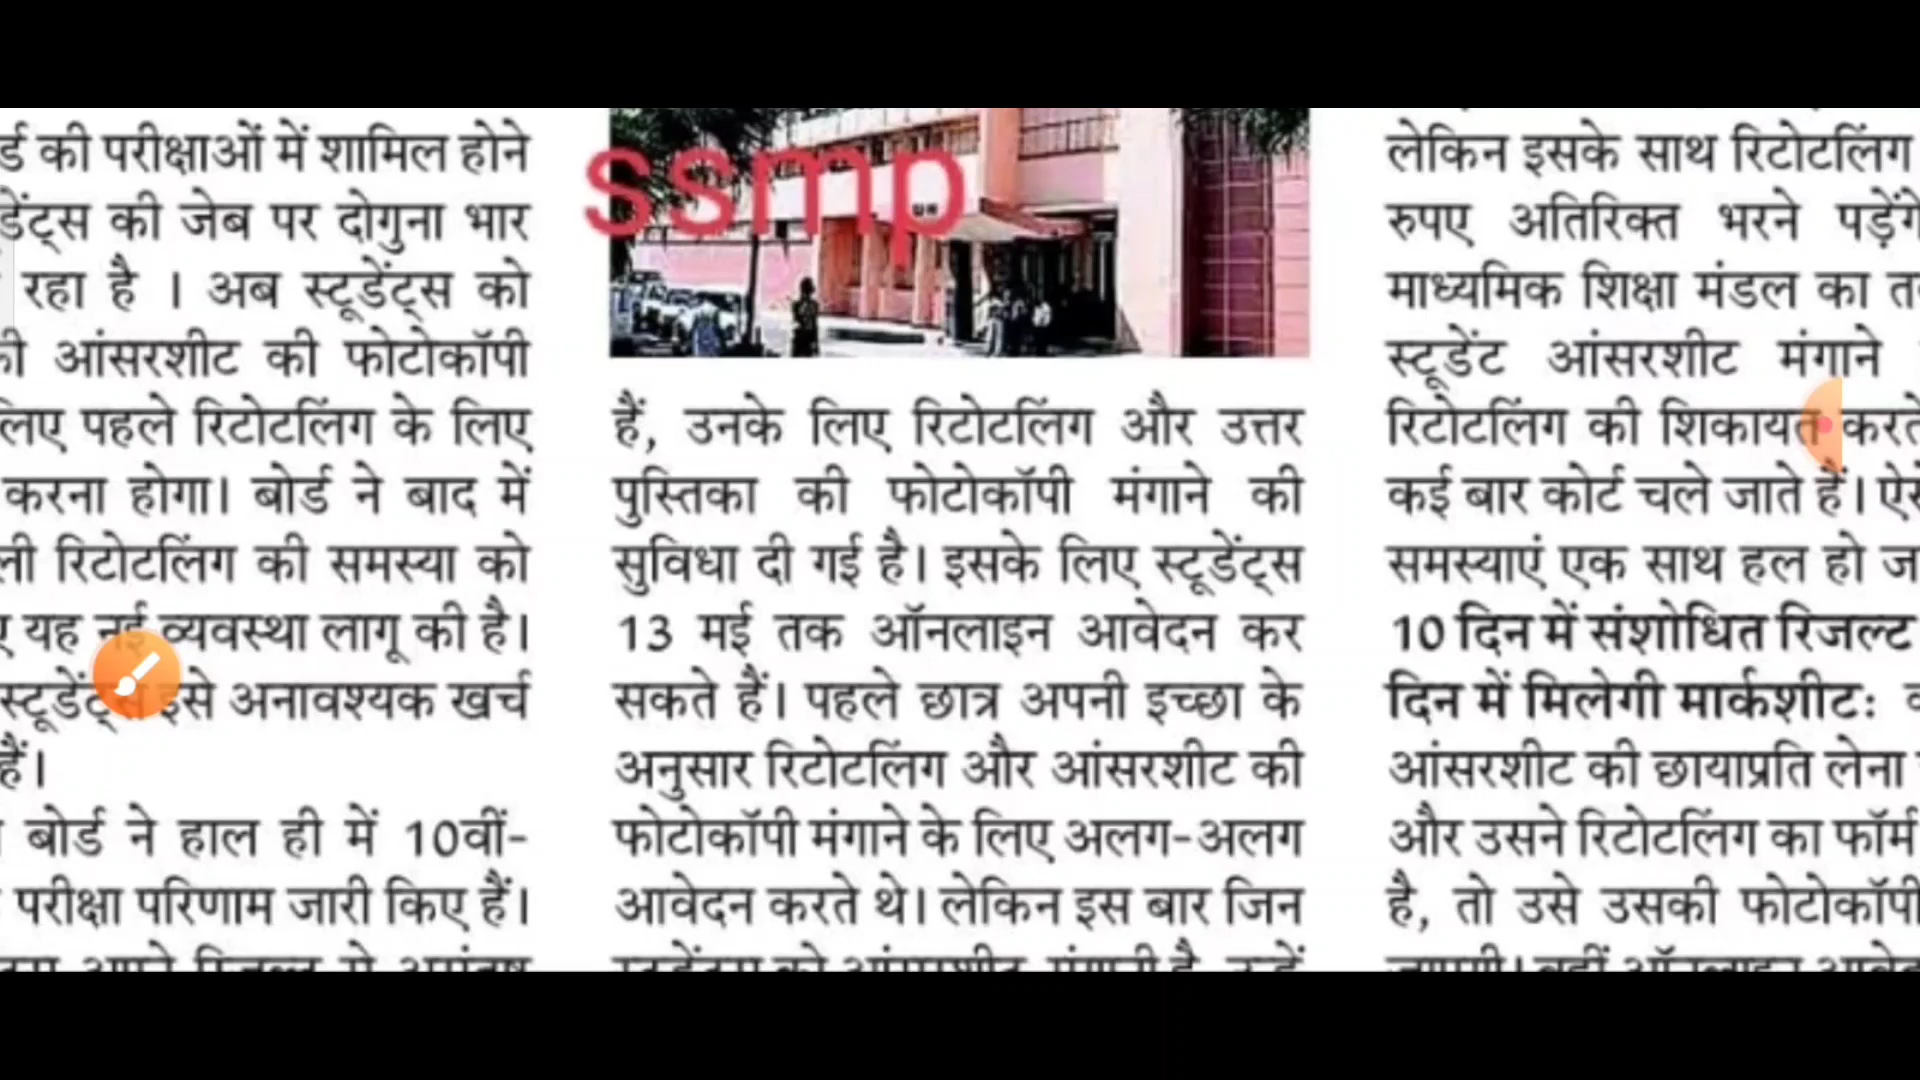 की परीक्षाओं में शामिल होने
की जेब पर दोगुना भार
रहा है । अब स्टूडेंट्स को
आंसरशीट की फोटोकॉपी
पहले रिटोटलिंग के लिए
करना होगा। बोर्ड ने बाद में
रिटोटलिंग की समस्या को
यह नई व्यवस्था लागू की है।
स्टूडेंट्स इसे अनावश्यक खर्च
हैं।
बोर्ड ने हाल ही में 10वीं-
परीक्षा परिणाम जारी किए हैं।
ssmp
हैं, उनके लिए रिटोटलिंग और उत्तर
पुस्तिका की फोटोकॉपी मंगाने की
सुविधा दी गई है। इसके लिए स्टूडेंट्स
13 मई तक ऑनलाइन आवेदन कर
सकते हैं। पहले छात्र अपनी इच्छा के
अनुसार रिटोटलिंग और आंसरशीट की
फोटोकॉपी मंगाने के लिए अलग-अलग
आवेदन करते थे। लेकिन इस बार जिन
लेकिन इसके साथ रिटोटलिंग
रुपए अतिरिक्त भरने पड़ेंगे
माध्यमिक शिक्षा मंडल का
स्टूडेंट आंसरशीट मंगाने
रिटोटलिंग की शिकायत करते
कई बार कोर्ट चले जाते हैं।
समस्याएं एक साथ हल हो
10 दिन में संशोधित रिजल्ट
दिन में मिलेगी मार्कशीटः
आंसरशीट की छायाप्रति लेना
और उसने रिटोटलिंग का फॉर्म
है, तो उसे उसकी फोटोकॉपी